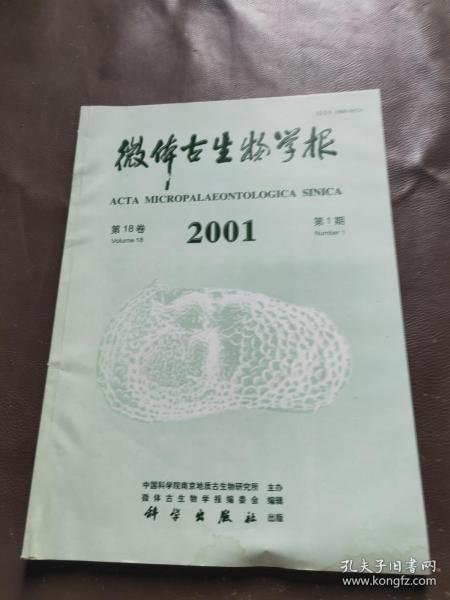 微体古生物学报
ACTA MICROPALAEONTOLOGICA SINICA
第18卷
Volume 18
2001
第1期
Number 1
中国科学院南京地质古生物研究所 主办
微体古生物学报编委会 编辑
科学出版社 出版
孔夫子旧书网
www.kongfz.com